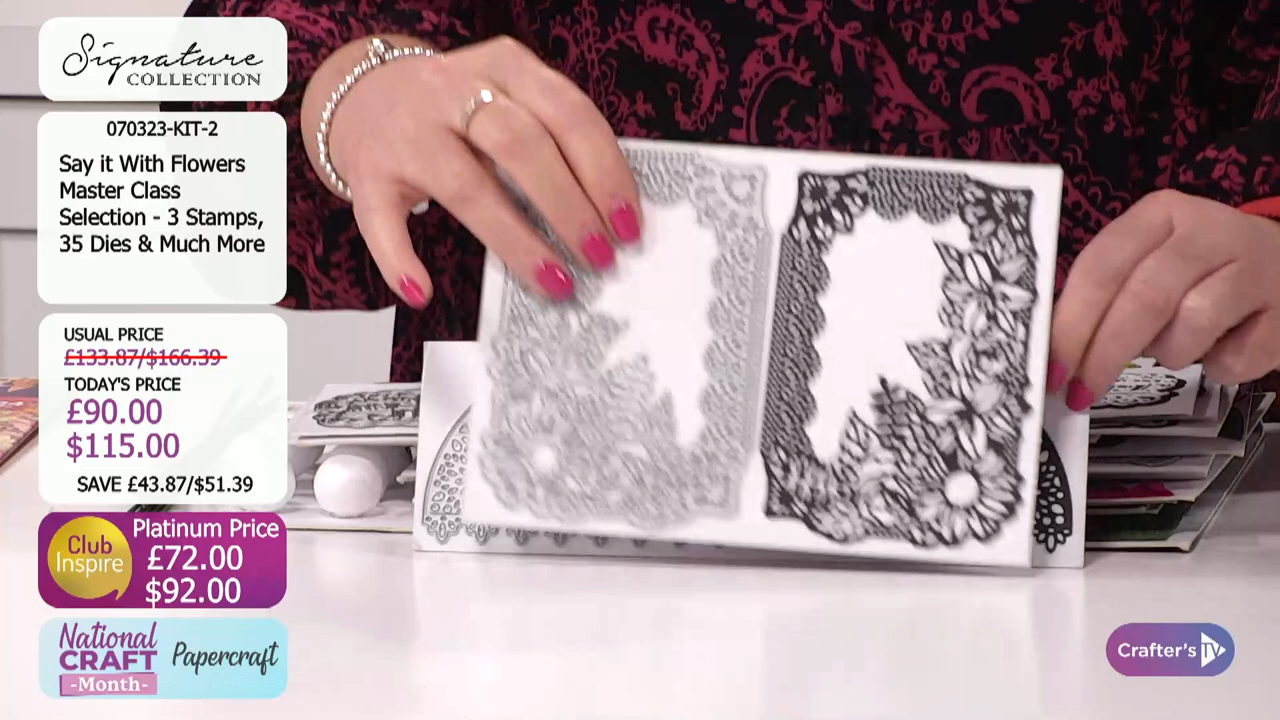 Signature
COLLECTION
070323-KIT-2
Say it With Flowers
Master Class
Selection - 3 Stamps,
35 Dies & Much More
USUAL PRICE
£133.87/$166.39
TODAY'S PRICE
£90.00
$115.00
SAVE £43.87/$51.39
Club
Inspire
Platinum Price
£72.00
$92.00
National
CRAFT
-Month-
Papercraft
Crafter's TV